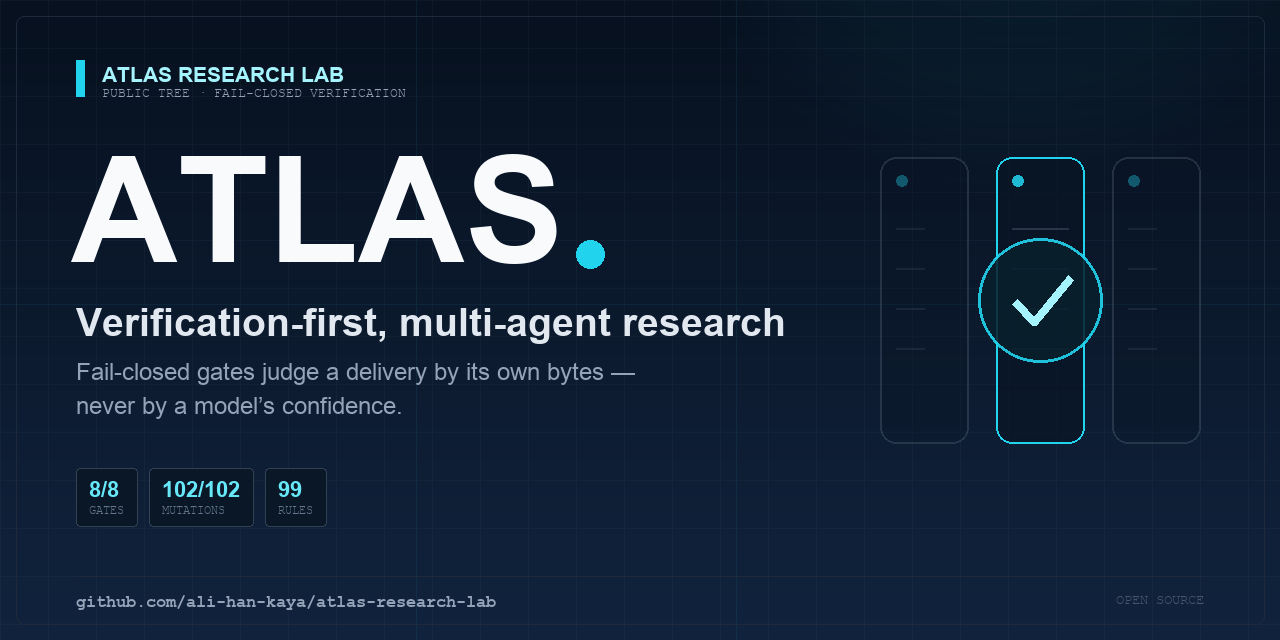 ATLAS RESEARCH LAB
PUBLIC TREE · FAIL-CLOSED VERIFICATION
ATLAS.
Verification-first, multi-agent research
Fail-closed gates judge a delivery by its own bytes —
never by a model’s confidence.
8/8
GATES
102/102
MUTATIONS
99
RULES
github.com/ali-han-kaya/atlas-research-lab
OPEN SOURCE